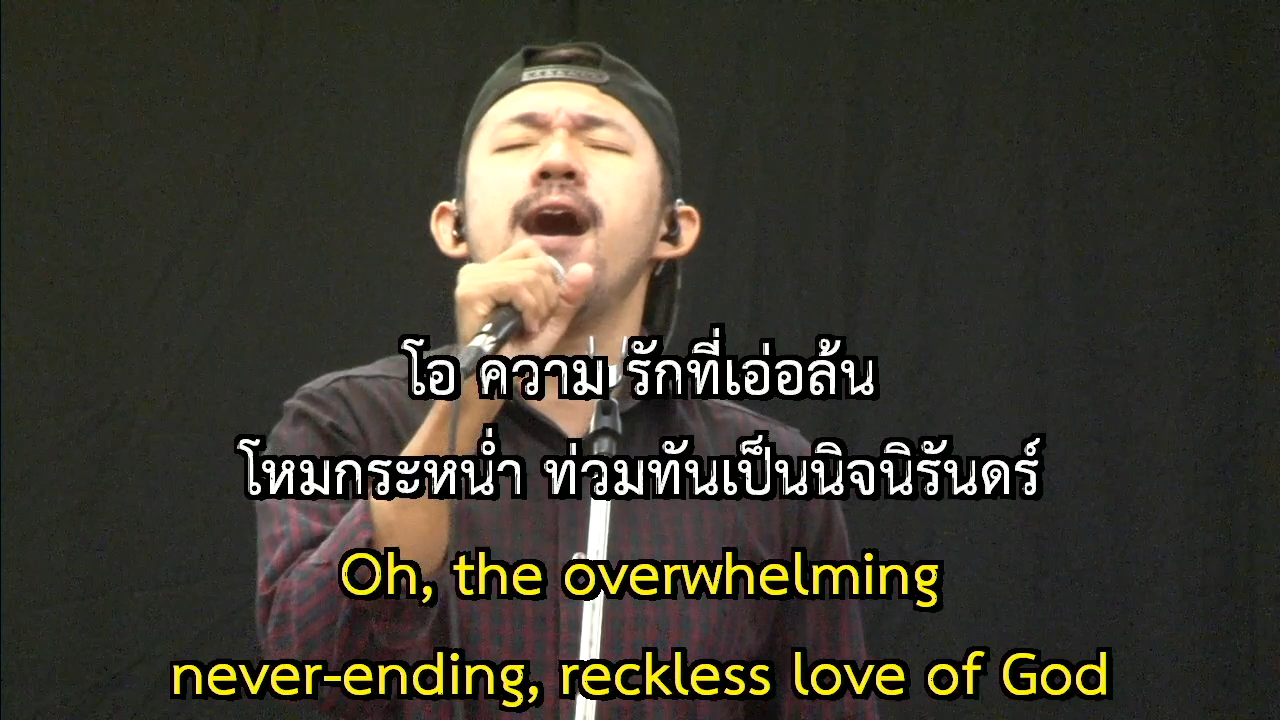 โอ ความ รักที่เอ่อล้น
โหมกระหน่ำ ท่วมทันเป็นนิจนิรันดร์
Oh, the overwhelming
never-ending, reckless love of God